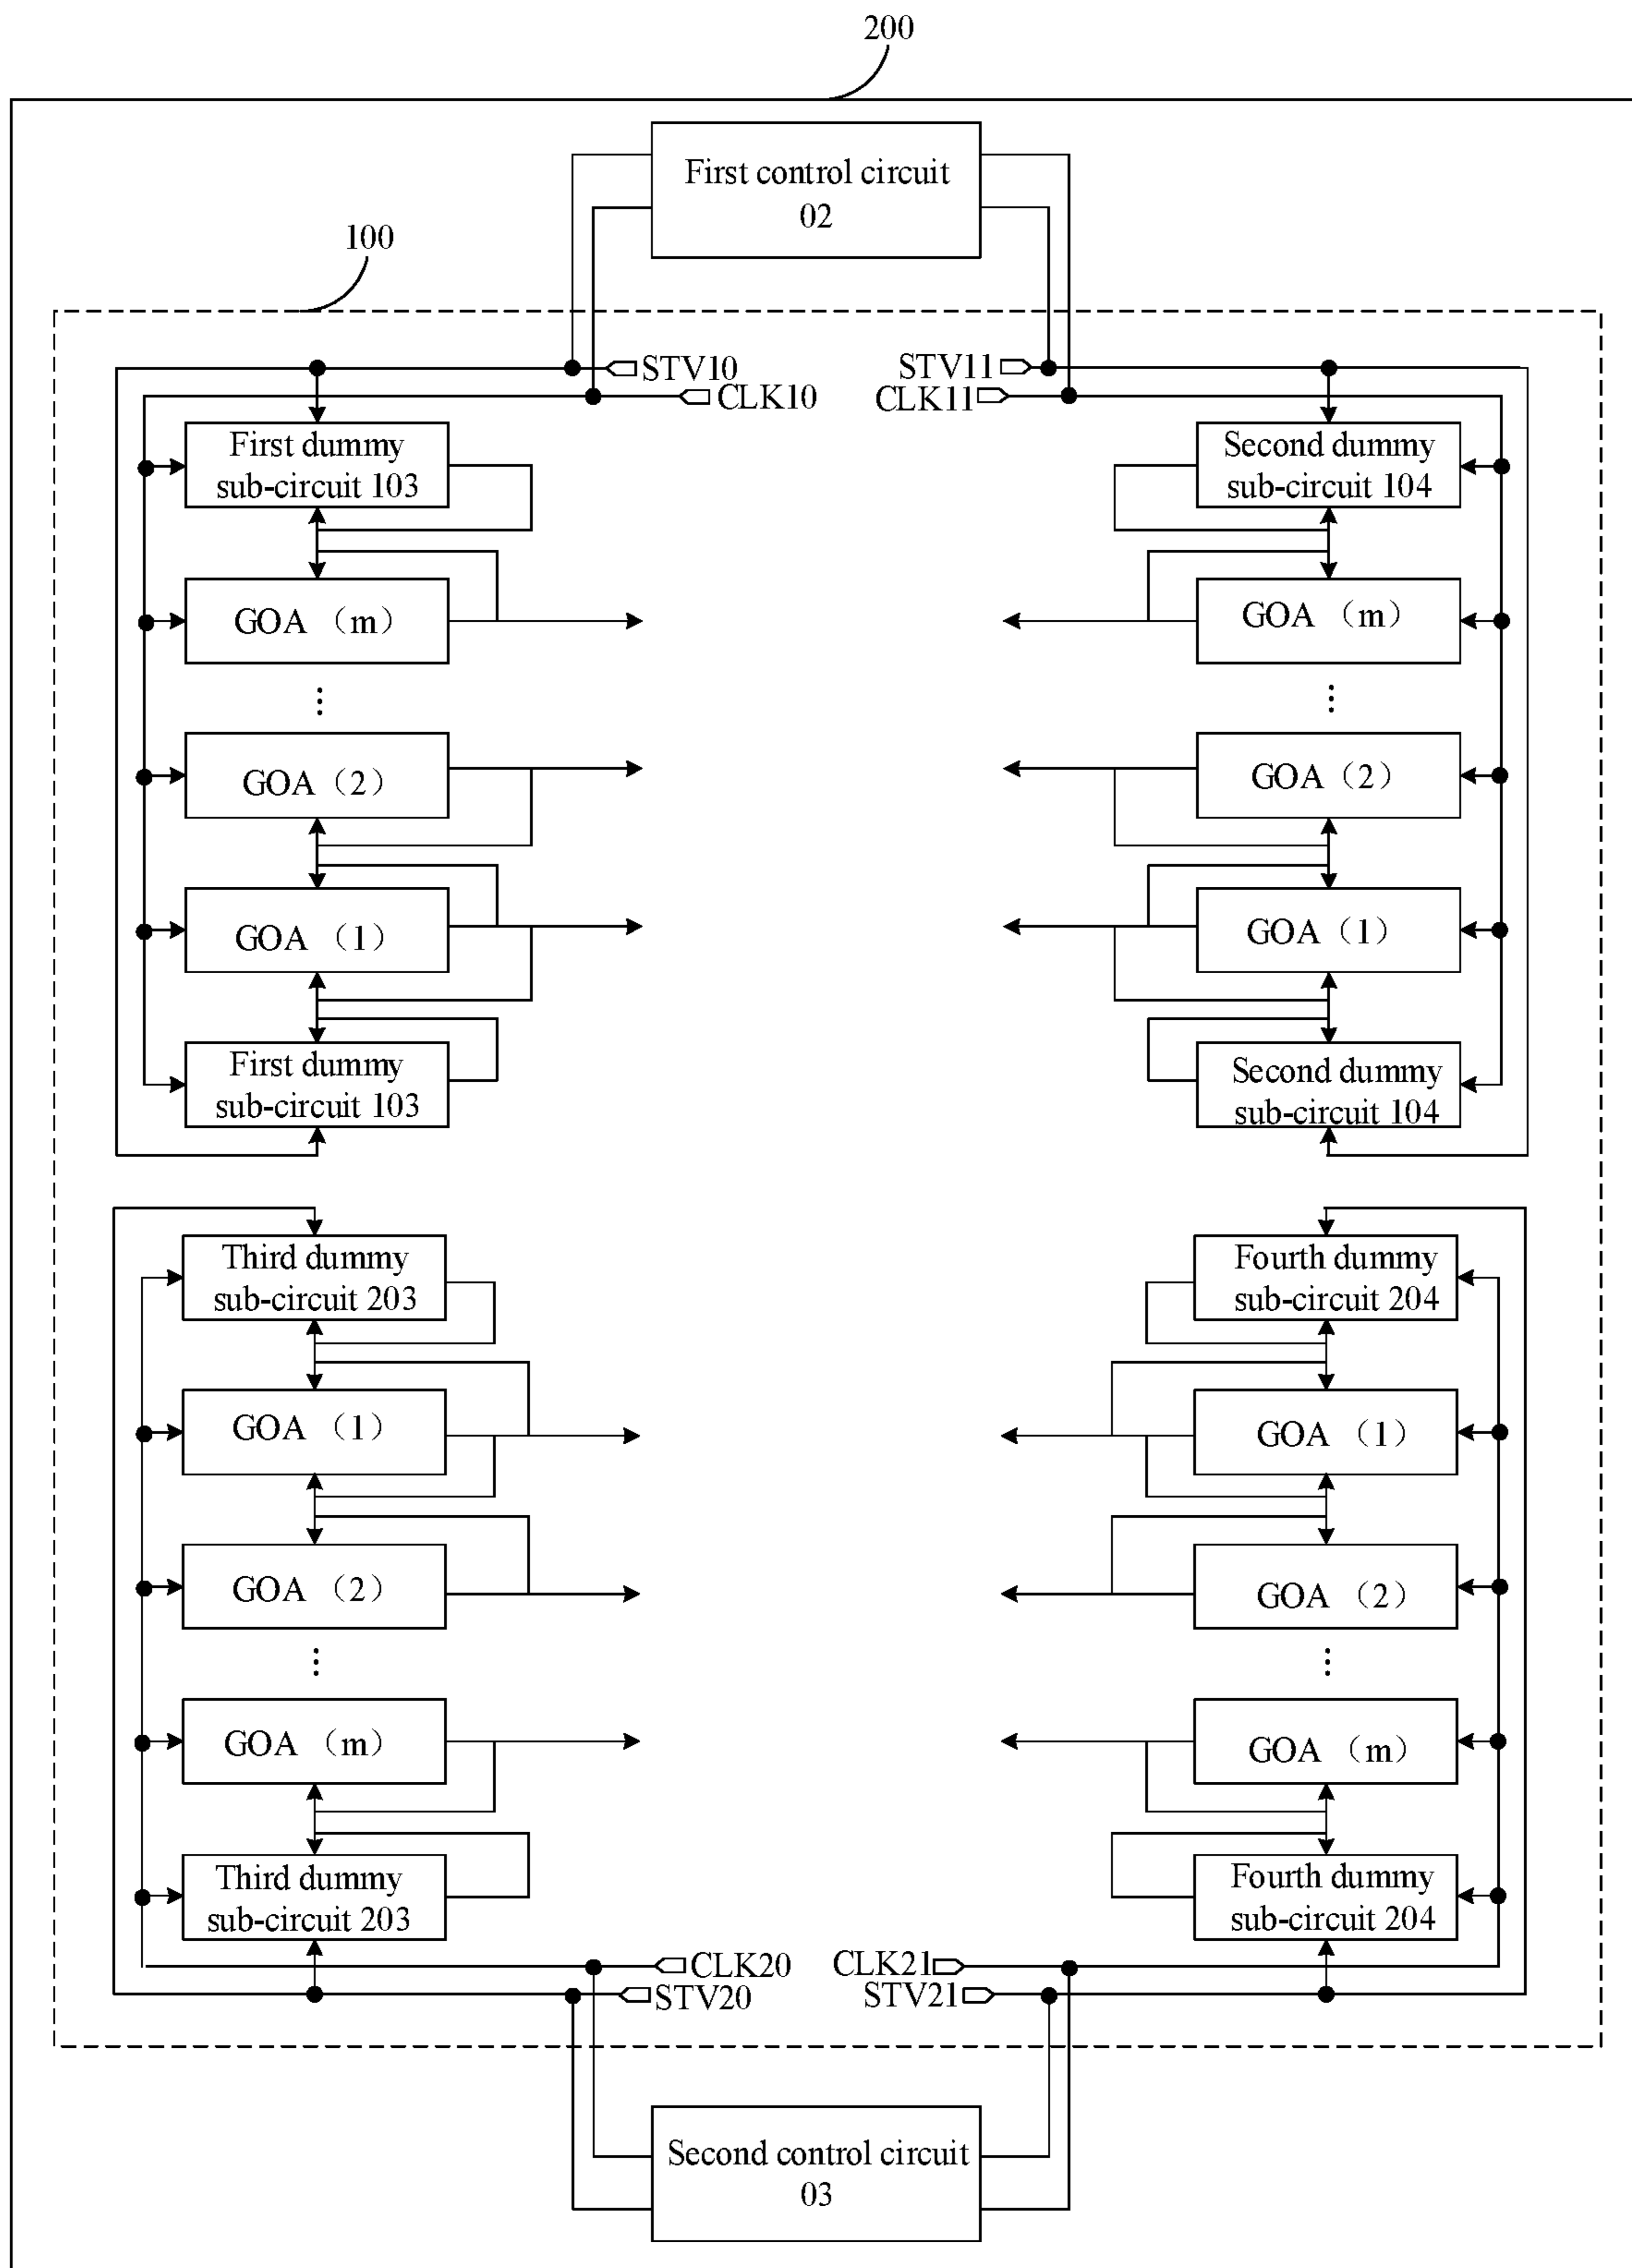 200
First control circuit
02
100
STV10
STV11
CLK10
CLK11
First dummy
sub-circuit 103
Second dummy
sub-circuit 104
GOA （m）
GOA （m）
GOA（2）
GOA（2）
GOA （1）
GOA（1）
First dummy
sub-circuit 103
Second dummy
sub-circuit 104
Third dummy
sub-circuit 203
Fourth dummy
sub-circuit 204
GOA （1）
GOA （1）
GOA （2）
GOA （2）
GOA （m）
GOA （m）
Third dummy
sub-circuit 203
Fourth dummy
sub-circuit 204
CLK20
CLK21
STV20
STV21
Second control circuit
03